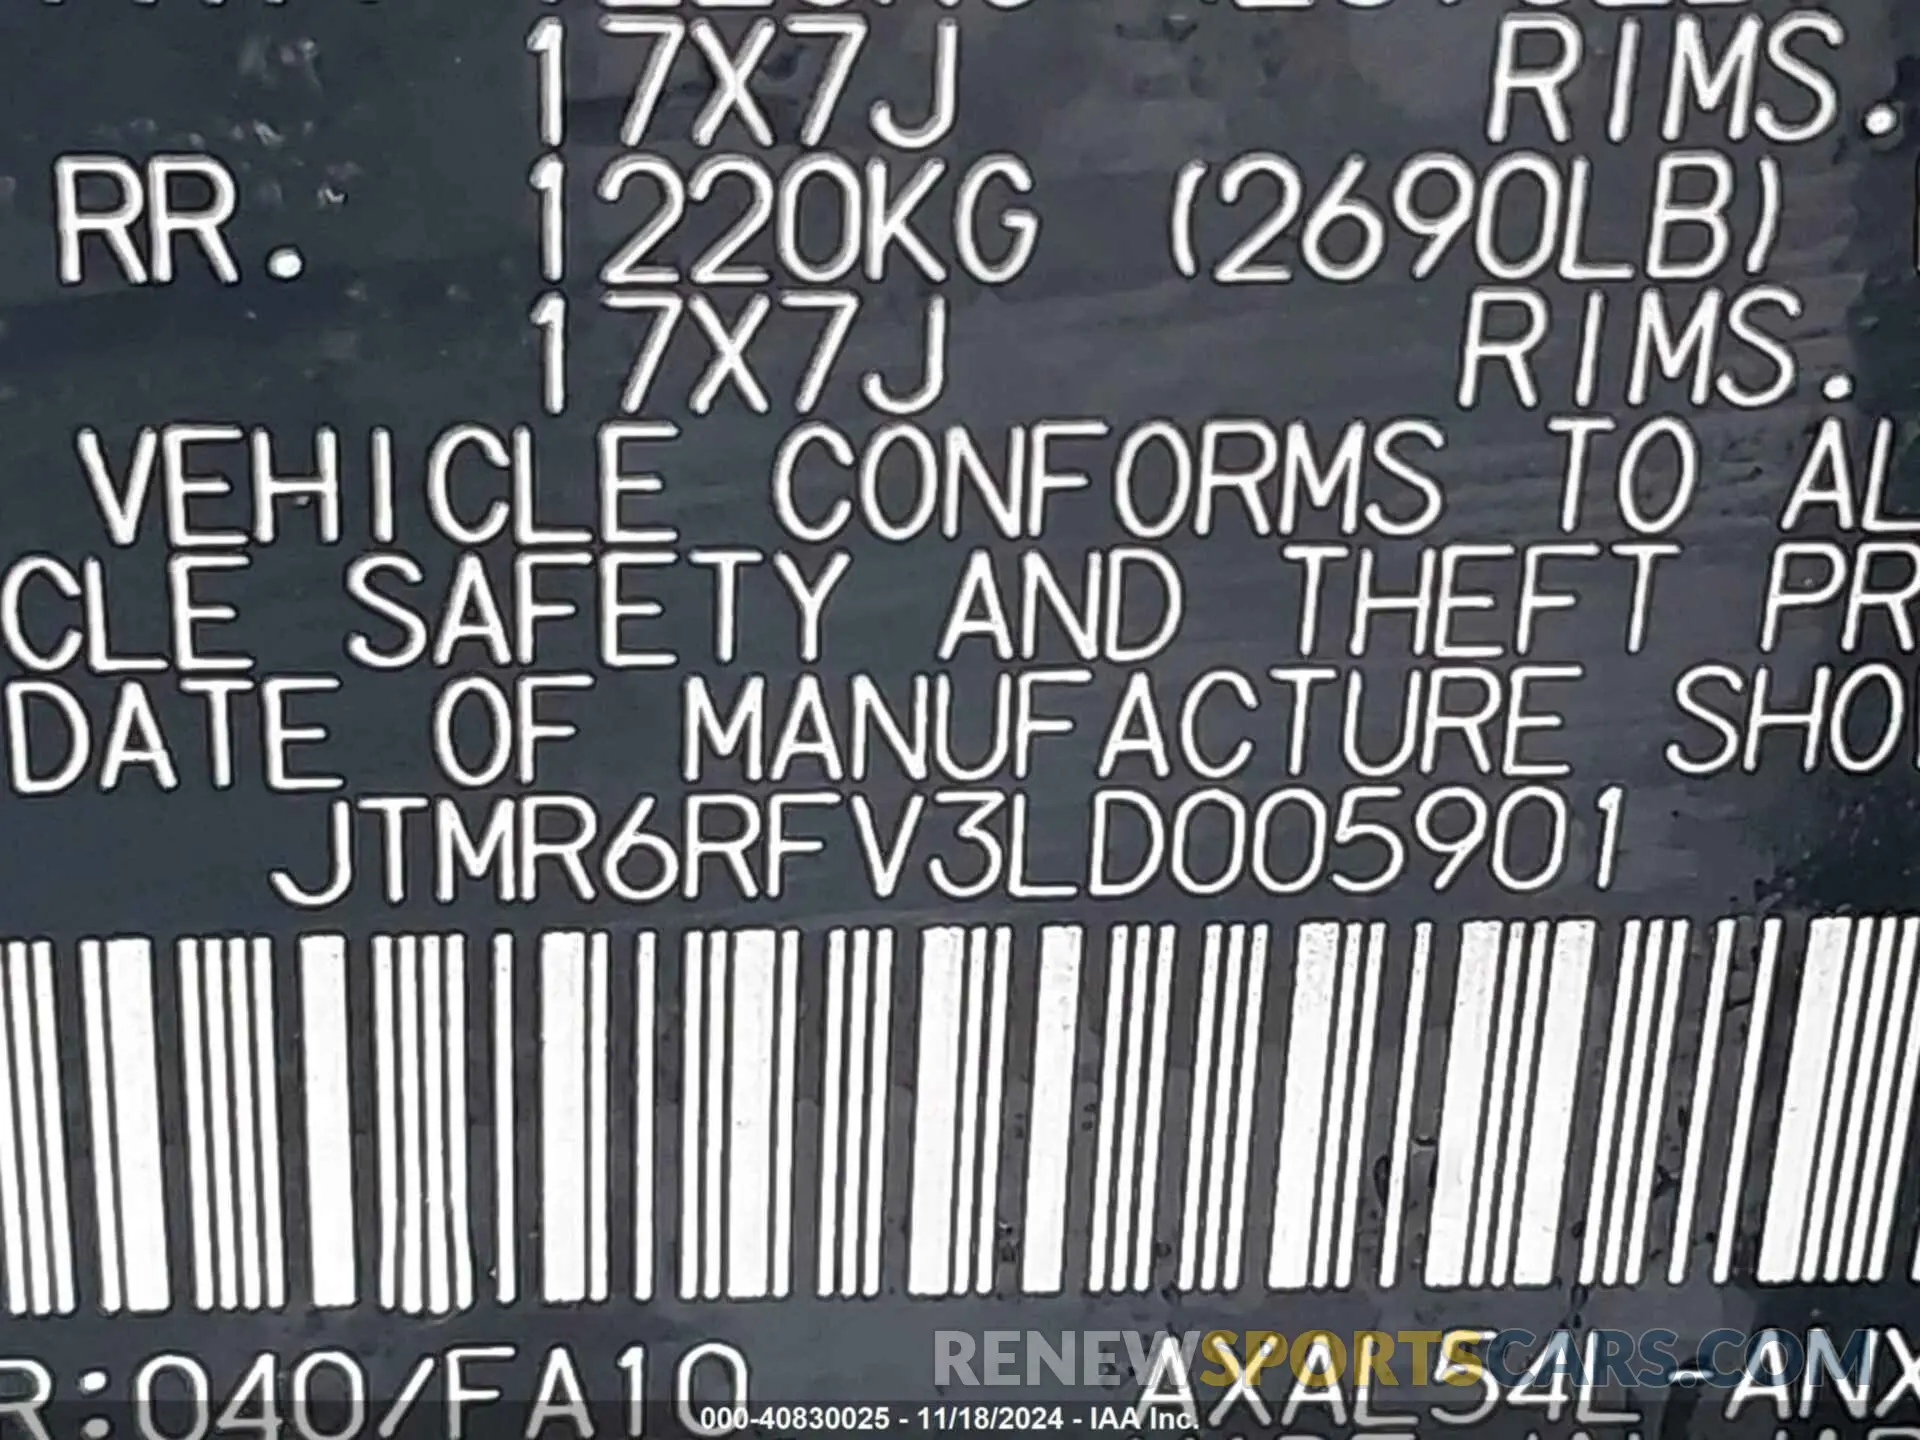 17X7J RIMS.
RR. 1220KG (2690LB)
17X7J RIMS.
VEHICLE CONFORMS TO AL
CLE SAFETY AND THEFT PR
DATE OF MANUFACTURE SHO
JTMR6RFV3LD005901
R:040/FA10 AXAL54L-ANX
RENEWSPORTSCARS.COM
000-40830025 - 11/18/2024 - IAA Inc.